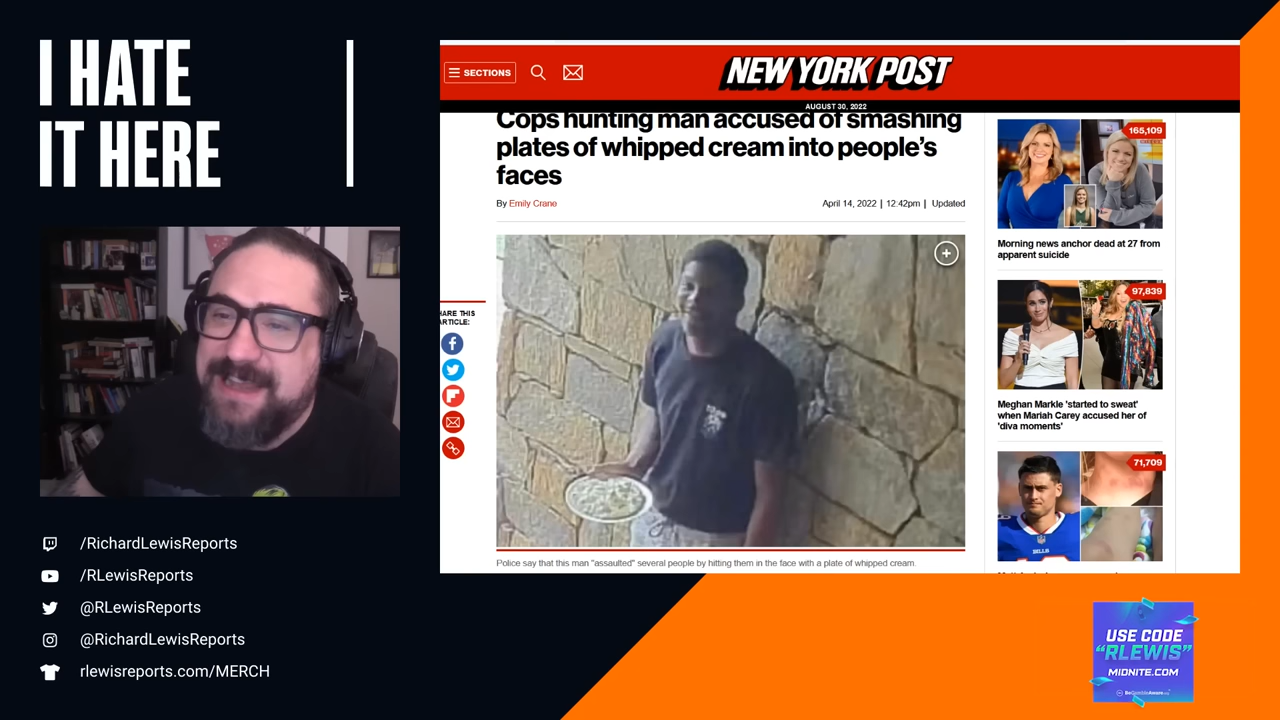 I HATE
IT HERE
/RichardLewisReports
/RLewisReports
@RLewisReports
@RichardLewisReports
rlewisreports.com/MERCH
SECTIONS
NEW YORK POST
AUGUST 30, 2022
Cops hunting man accused of smashing
plates of whipped cream into people's
faces
By Emily Crane
April 14, 2022 | 12:42pm | Updated
HARE THIS
ARTICLE:
Police say that this man "assaulted" several people by hitting them in the face with a plate of whipped cream.
165,109
Morning news anchor dead at 27 from
apparent suicide
97,839
Meghan Markle 'started to sweat'
when Mariah Carey accused her of
'diva moments'
71,709
BILLS
USE CODE
"RLEWIS"
MIDNITE.COM
BeGambleAware.org